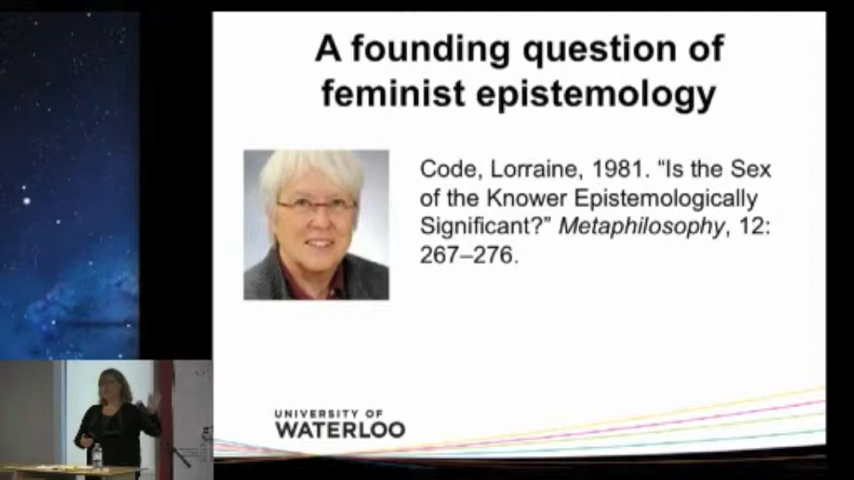 A founding question of
feminist epistemology
Code, Lorraine, 1981. “Is the Sex
of the Knower Epistemologically
Significant?” Metaphilosophy, 12:
267–276.
UNIVERSITY OF
WATERLOO